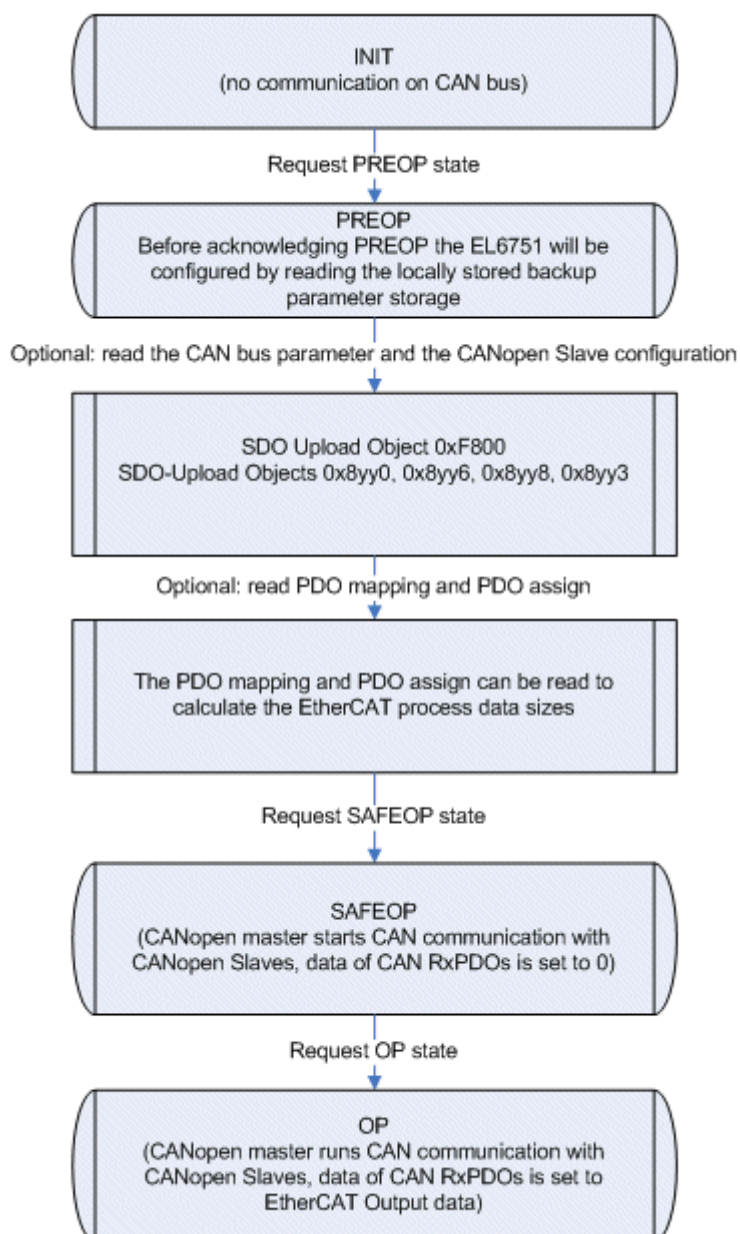 INIT
(no communication on CAN bus)
Request PREOP state
PREOP
Before acknowledging PREOP the EL6751 will be
configured by reading the locally stored backup
parameter storage
Optional: read the CAN bus parameter and the CANopen Slave configuration
SDO Upload Object 0xF800
SDO-Upload Objects 0x8yy0, 0x8yy6, 0x8yy8, 0x8yy3
Optional: read PDO mapping and PDO assign
The PDO mapping and PDO assign can be read to
calculate the EtherCAT process data sizes
Request SAFEOP state
SAFEOP
(CANopen master starts CAN communication with
CANopen Slaves, data of CAN RxPDOs is set to 0)
Request OP state
OP
(CANopen master runs CAN communication with
CANopen Slaves, data of CAN RxPDOs is set to
EtherCAT Output data)